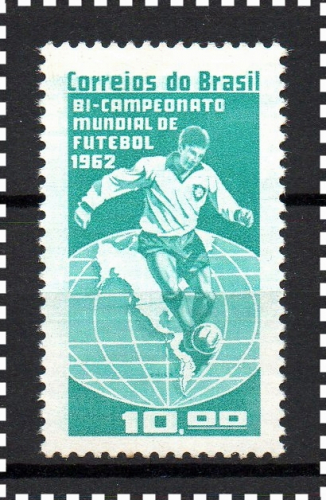 Correios do Brasil
BI-CAMPEONATO
MUNDIAL DE
FUTEBOL
1962
10,00